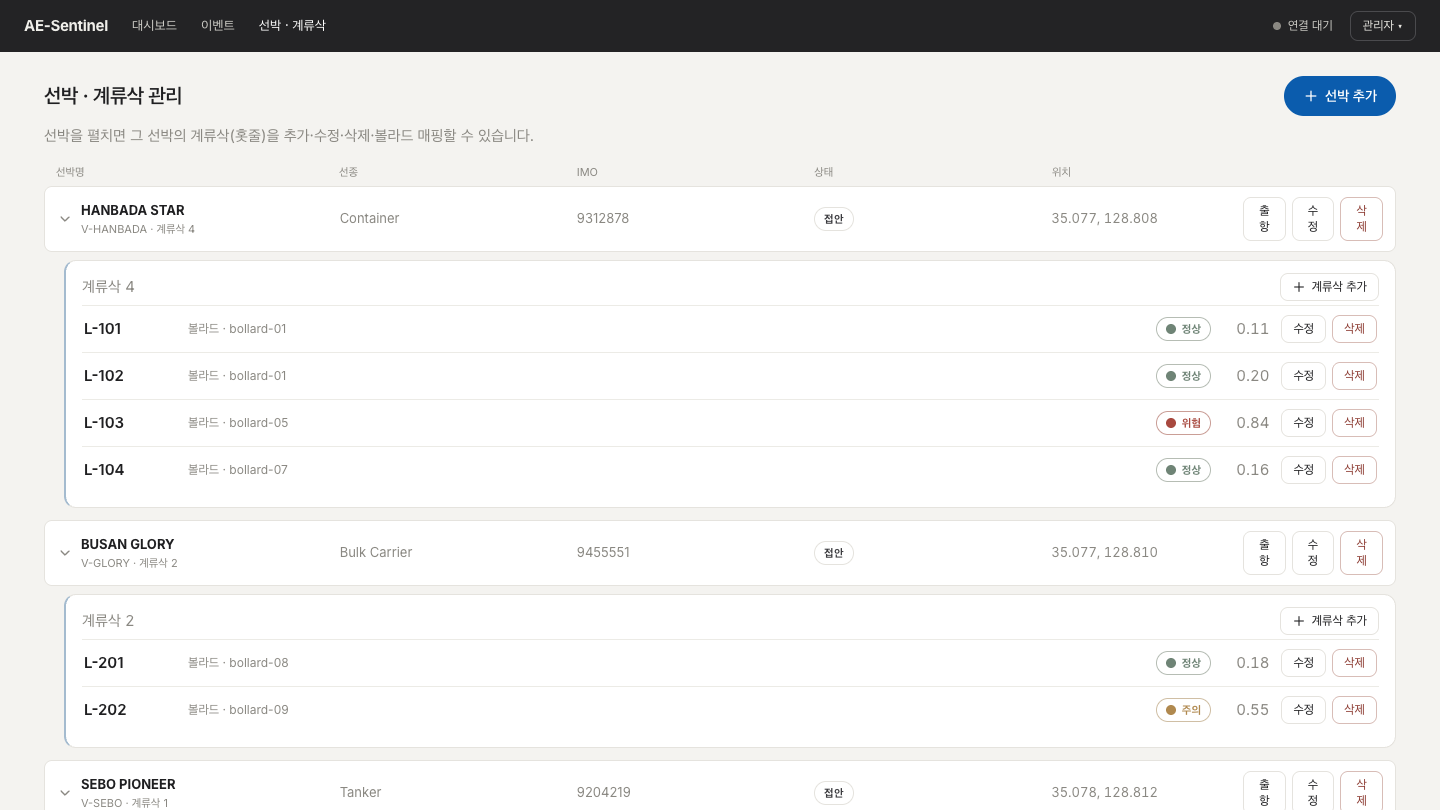 AE-Sentinel 대시보드 이벤트 선박 · 계류삭 연결 대기 관리자
선박 · 계류삭 관리 + 선박 추가
선박을 펼치면 그 선박의 계류삭(홋줄)을 추가·수정·삭제·볼라드 매핑할 수 있습니다.
선박명 선종 IMO 상태 위치
HANBADA STAR Container 9312878 접안 35.077, 128.808 출항 수정 삭제
V-HANBADA · 계류삭 4
계류삭 4 + 계류삭 추가
L-101 볼라드 · bollard-01 정상 0.11 수정 삭제
L-102 볼라드 · bollard-01 정상 0.20 수정 삭제
L-103 볼라드 · bollard-05 위험 0.84 수정 삭제
L-104 볼라드 · bollard-07 정상 0.16 수정 삭제
BUSAN GLORY Bulk Carrier 9455551 접안 35.077, 128.810 출항 수정 삭제
V-GLORY · 계류삭 2
계류삭 2 + 계류삭 추가
L-201 볼라드 · bollard-08 정상 0.18 수정 삭제
L-202 볼라드 · bollard-09 주의 0.55 수정 삭제
SEBO PIONEER Tanker 9204219 접안 35.078, 128.812 출항 수정 삭제
V-SEBO · 계류삭 1